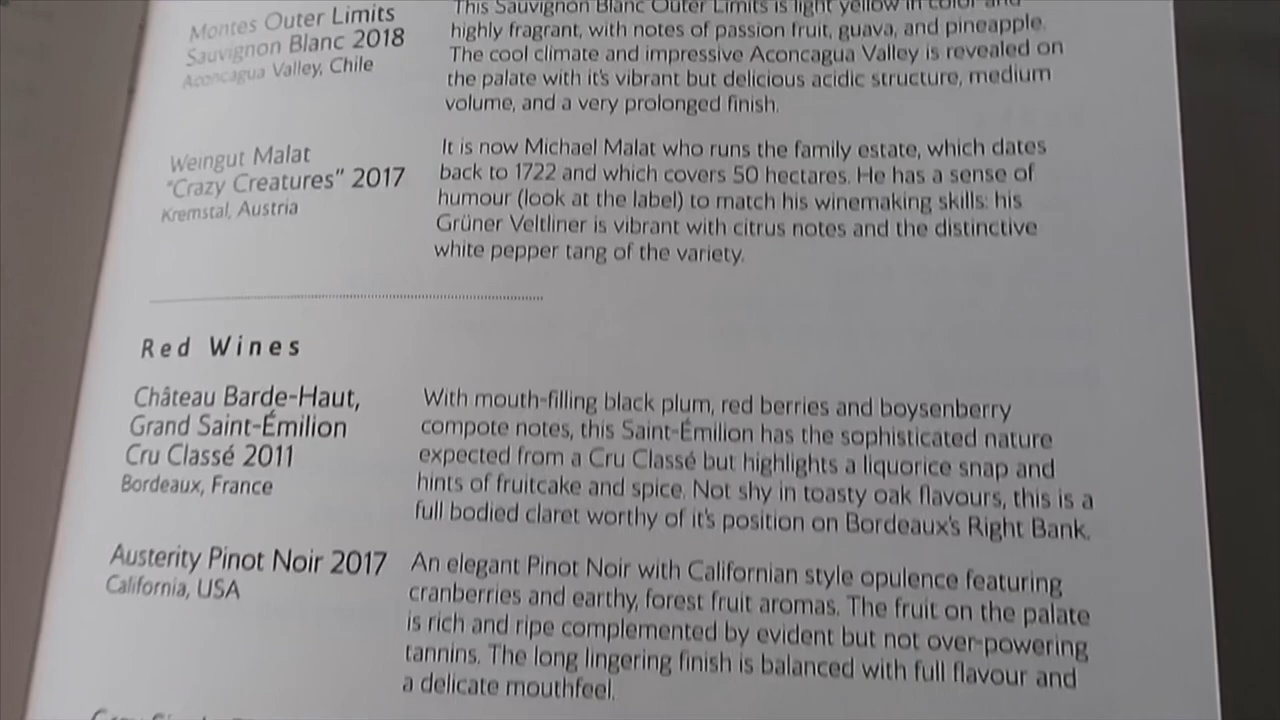 Montes Outer Limits
Sauvignon Blanc 2018
Aconcagua Valley, Chile
This Sauvignon Blanc Outer Limits is light yellow in color and
highly fragrant, with notes of passion fruit, guava, and pineapple.
The cool climate and impressive Aconcagua Valley is revealed on
the palate with it's vibrant but delicious acidic structure, medium
volume, and a very prolonged finish.
Weingut Malat
"Crazy Creatures" 2017
Kremstal, Austria
It is now Michael Malat who runs the family estate, which dates
back to 1722 and which covers 50 hectares. He has a sense of
humour (look at the label) to match his winemaking skills: his
Grüner Veltliner is vibrant with citrus notes and the distinctive
white pepper tang of the variety.
Red Wines
Château Barde-Haut,
Grand Saint-Émilion
Cru Classé 2011
Bordeaux, France
With mouth-filling black plum, red berries and boysenberry
compote notes, this Saint-Émilion has the sophisticated nature
expected from a Cru Classé but highlights a liquorice snap and
hints of fruitcake and spice. Not shy in toasty oak flavours, this is a
full bodied claret worthy of it's position on Bordeaux's Right Bank.
Austerity Pinot Noir 2017
California, USA
An elegant Pinot Noir with Californian style opulence featuring
cranberries and earthy, forest fruit aromas. The fruit on the palate
is rich and ripe complemented by evident but not over-powering
tannins. The long lingering finish is balanced with full flavour and
a delicate mouthfeel.